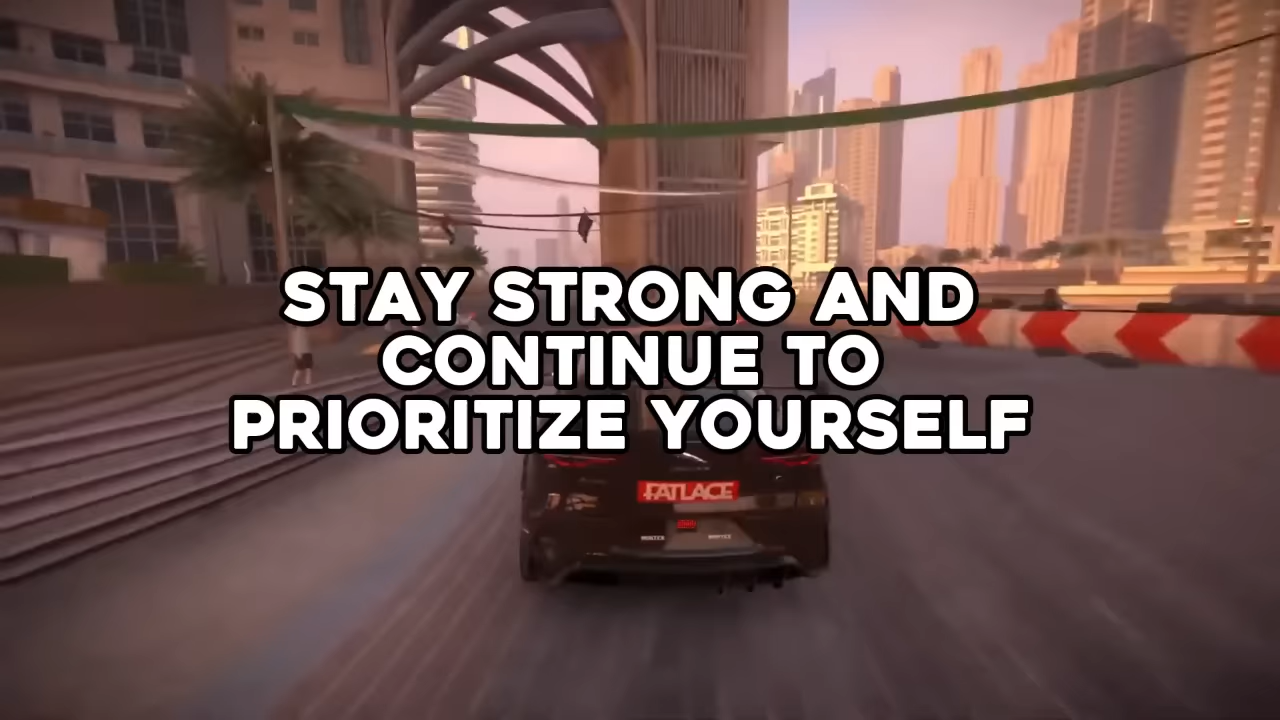 STAY STRONG AND
CONTINUE TO
PRIORITIZE YOURSELF
FATLACE